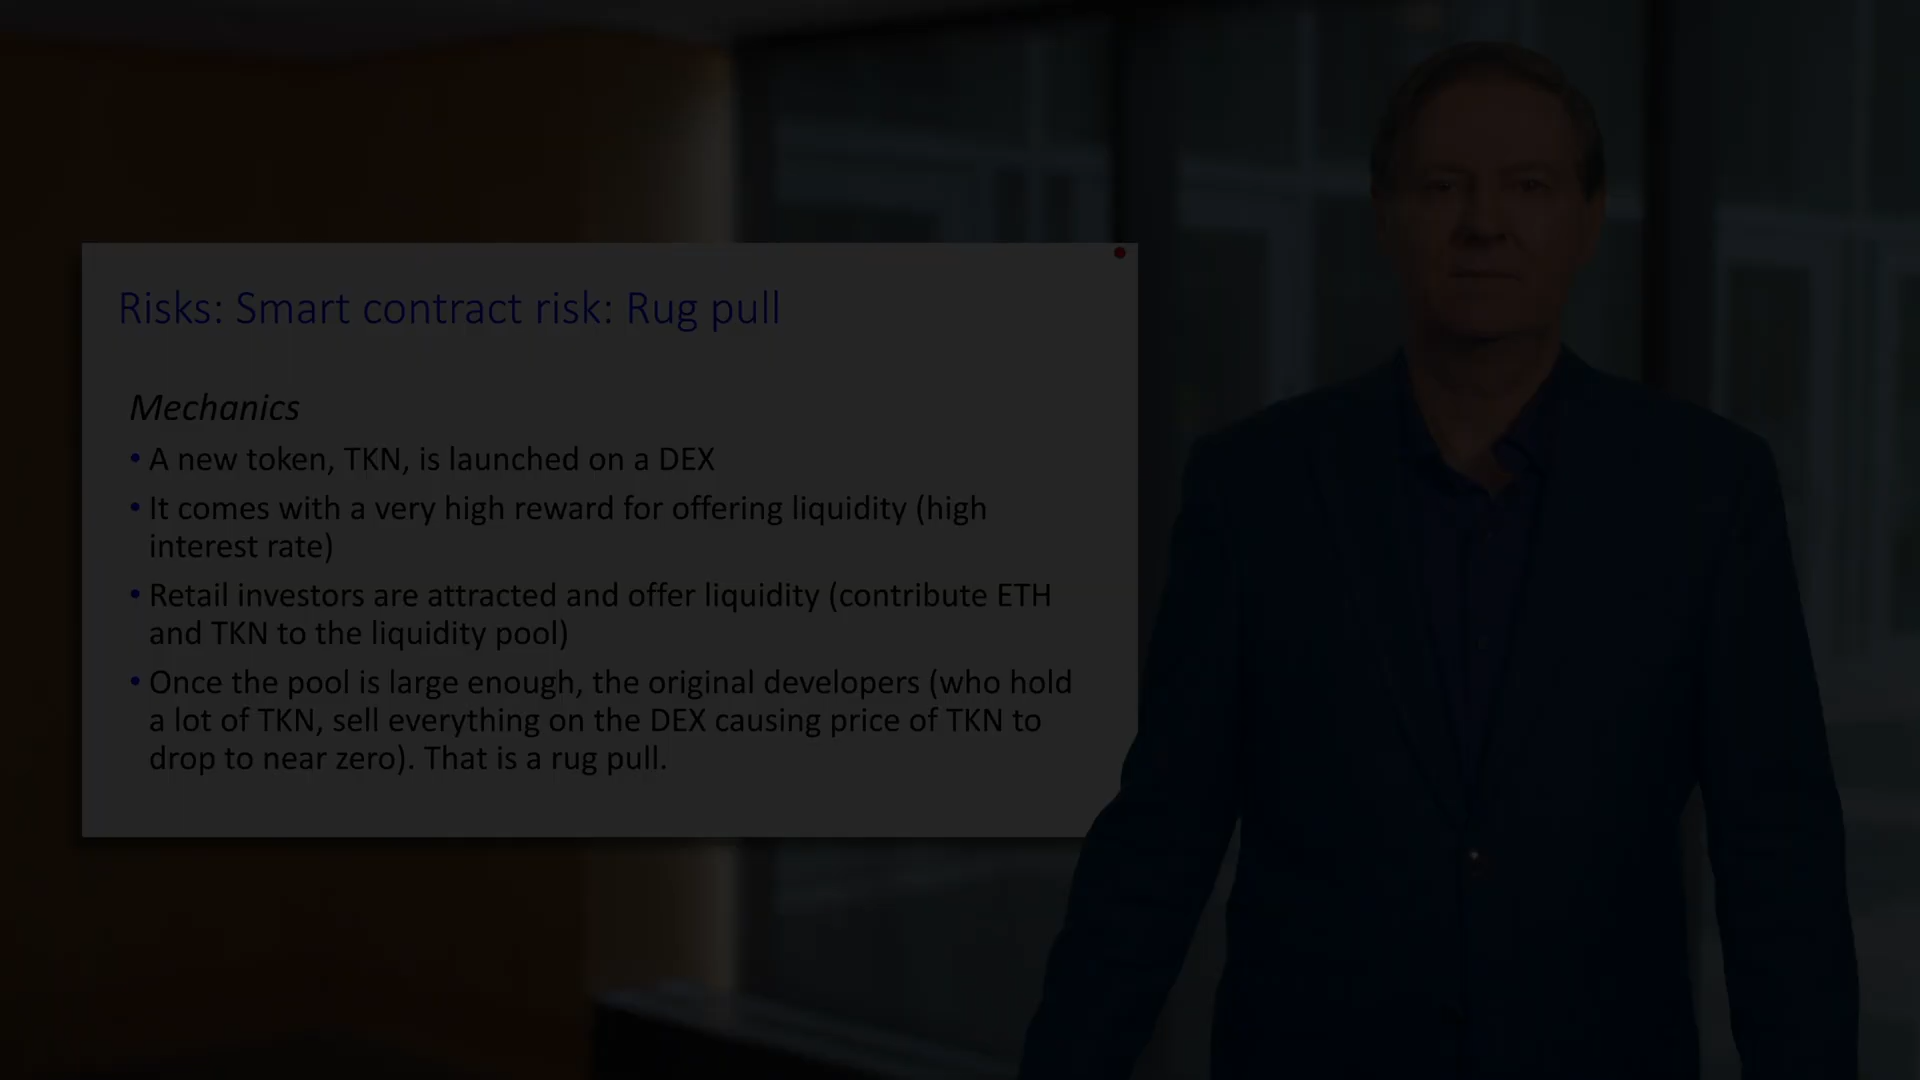 Risks: Smart contract risk: Rug pull
Mechanics
• A new token, TKN, is launched on a DEX
• It comes with a very high reward for offering liquidity (high
interest rate)
• Retail investors are attracted and offer liquidity (contribute ETH
and TKN to the liquidity pool)
• Once the pool is large enough, the original developers (who hold
a lot of TKN, sell everything on the DEX causing price of TKN to
drop to near zero). That is a rug pull.